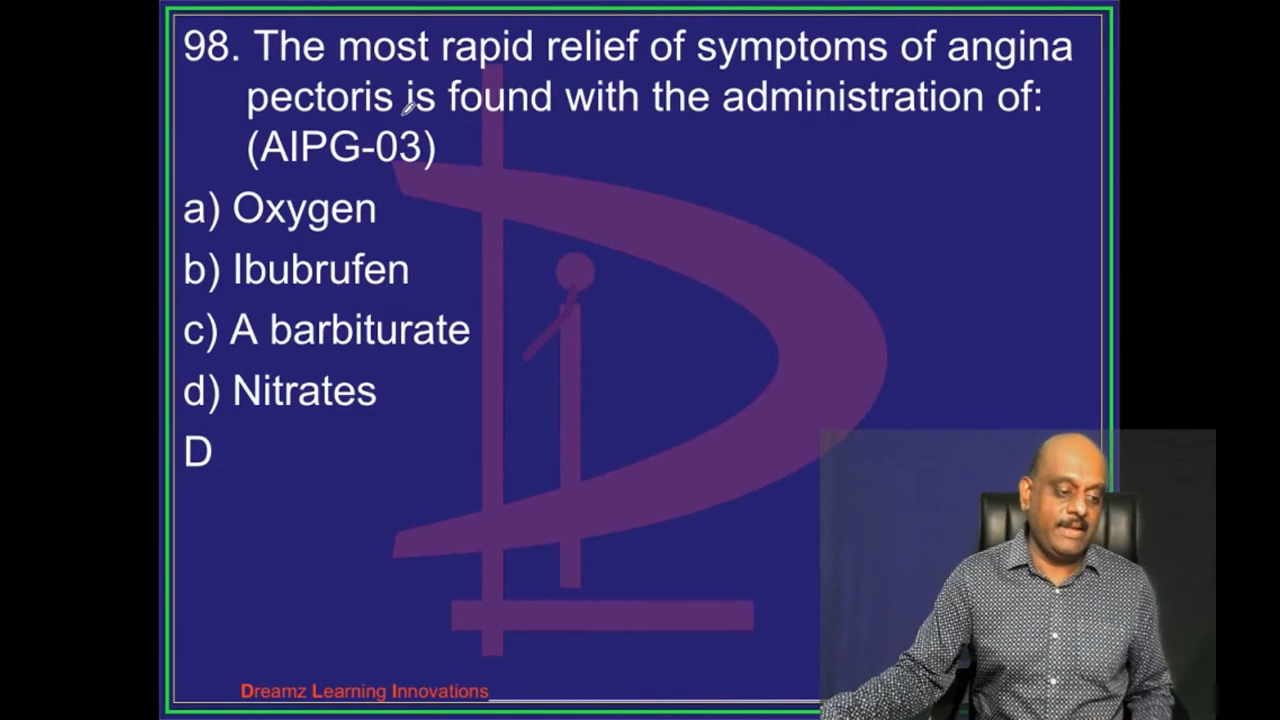 98. The most rapid relief of symptoms of angina
pectoris is found with the administration of:
(AIPG-03)
a) Oxygen
b) Ibubrufen
c) A barbiturate
d) Nitrates
D
Dreamz Learning Innovations